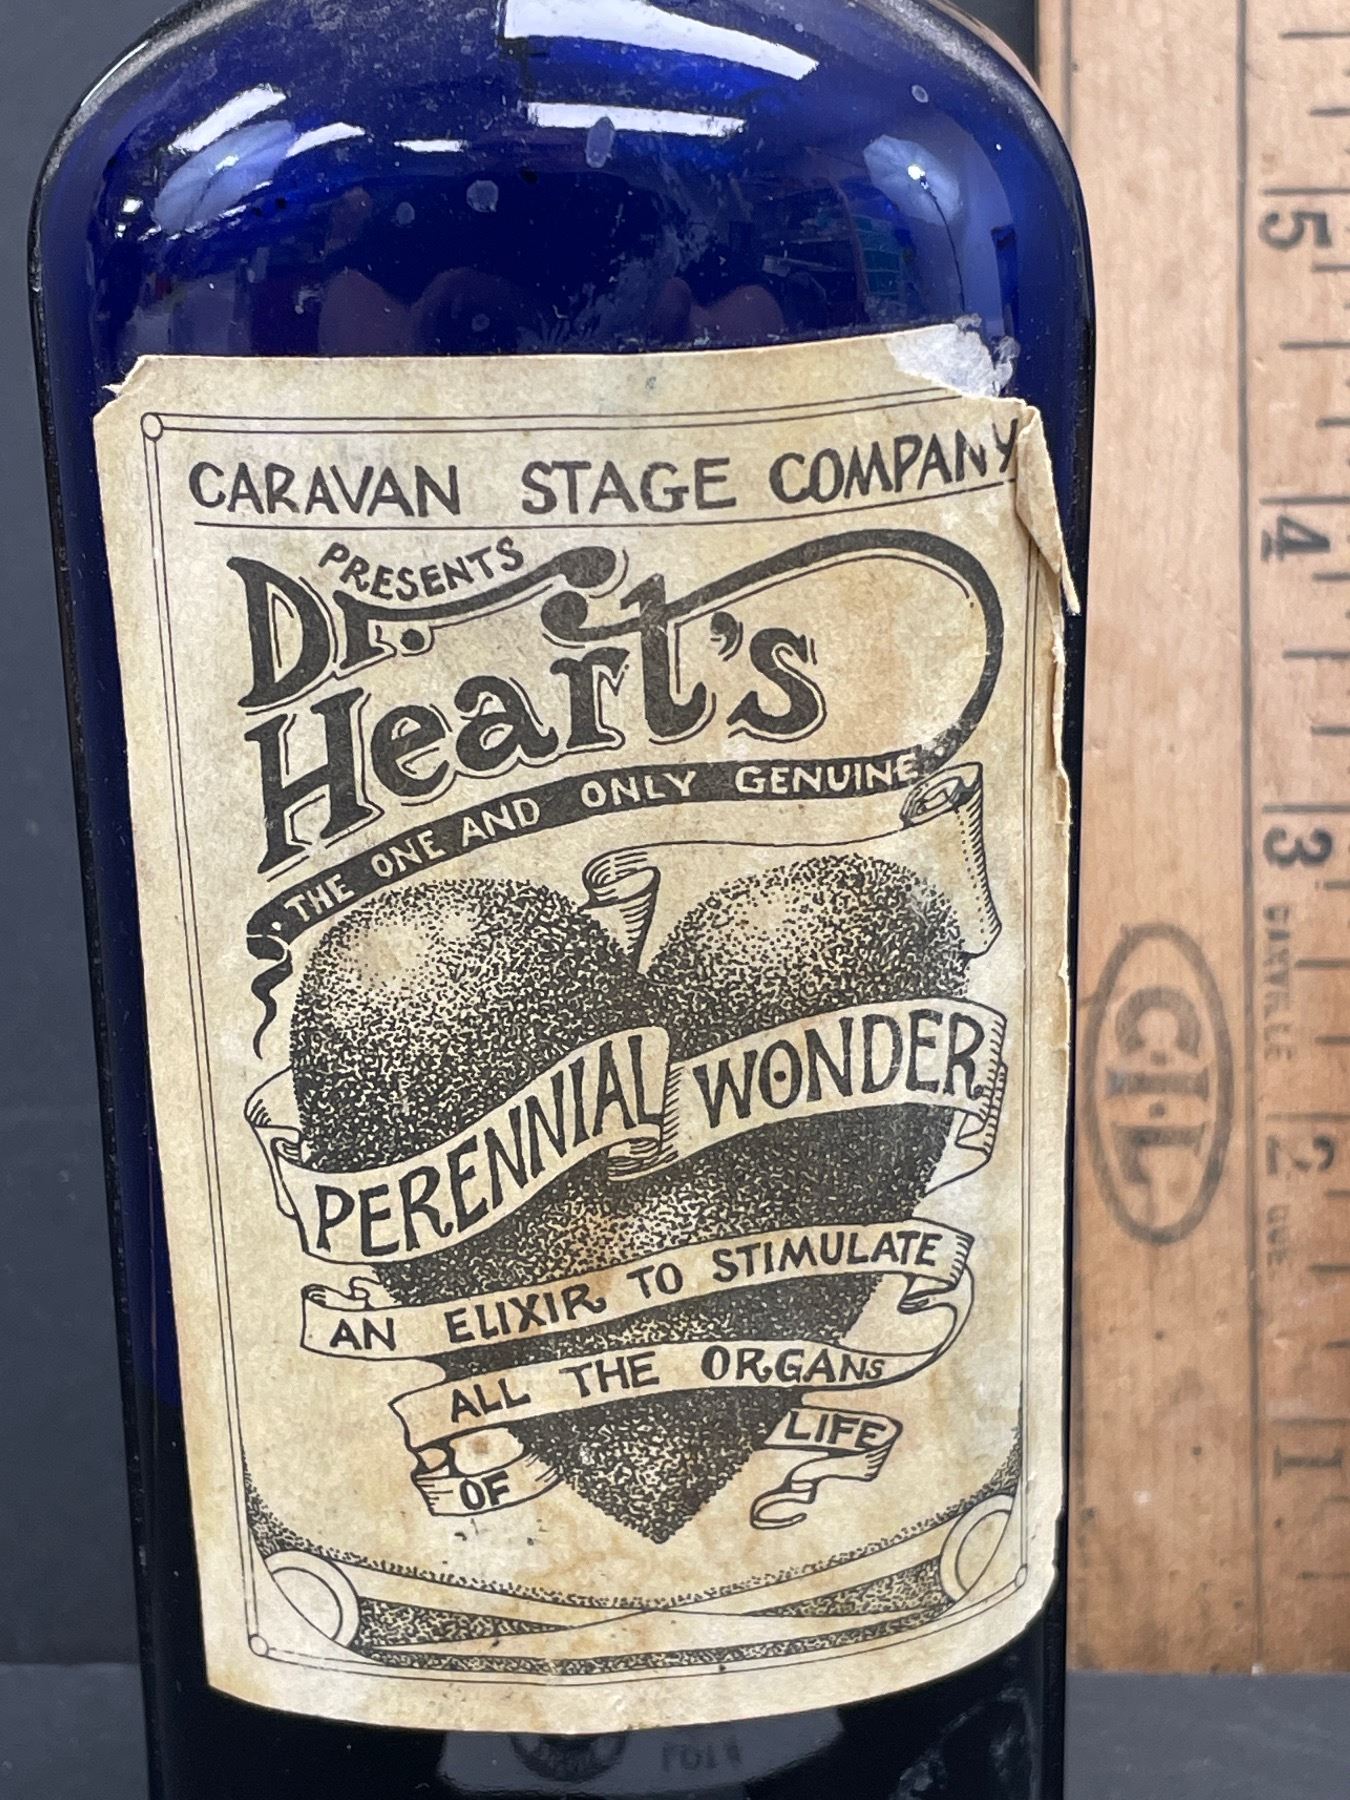 CARAVAN STAGE COMPANY
PRESENTS
Dr.
Heart's
THE ONE AND ONLY GENUINE
PERENNIAL WONDER
AN ELIXIR TO STIMULATE
ALL THE ORGANS
OF LIFE
5
4
3
2
1
C·I·L